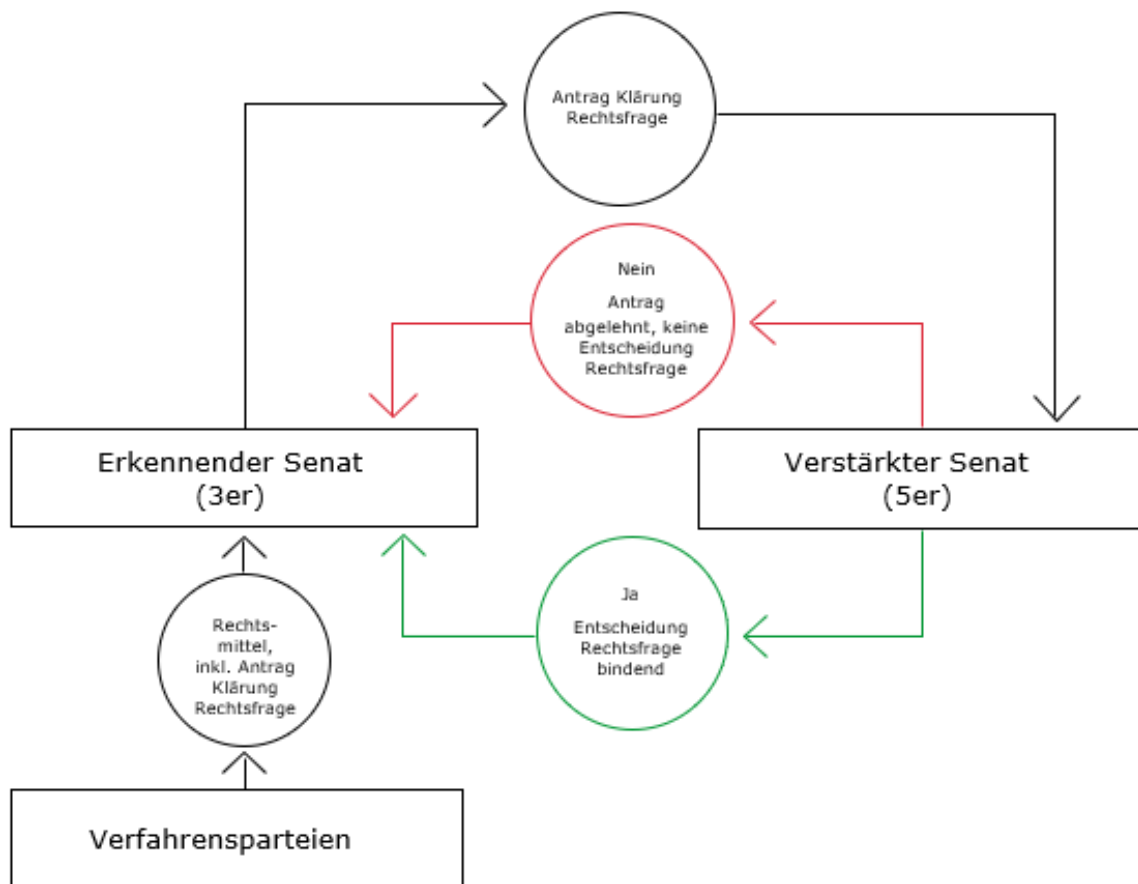 Antrag Klärung
Rechtsfrage
Nein
Antrag
abgelehnt, keine
Entscheidung
Rechtsfrage
Erkennender Senat
(3er)
Verstärkter Senat
(5er)
Ja
Entscheidung
Rechtsfrage
bindend
Rechts-
mittel,
inkl. Antrag
Klärung
Rechtsfrage
Verfahrensparteien